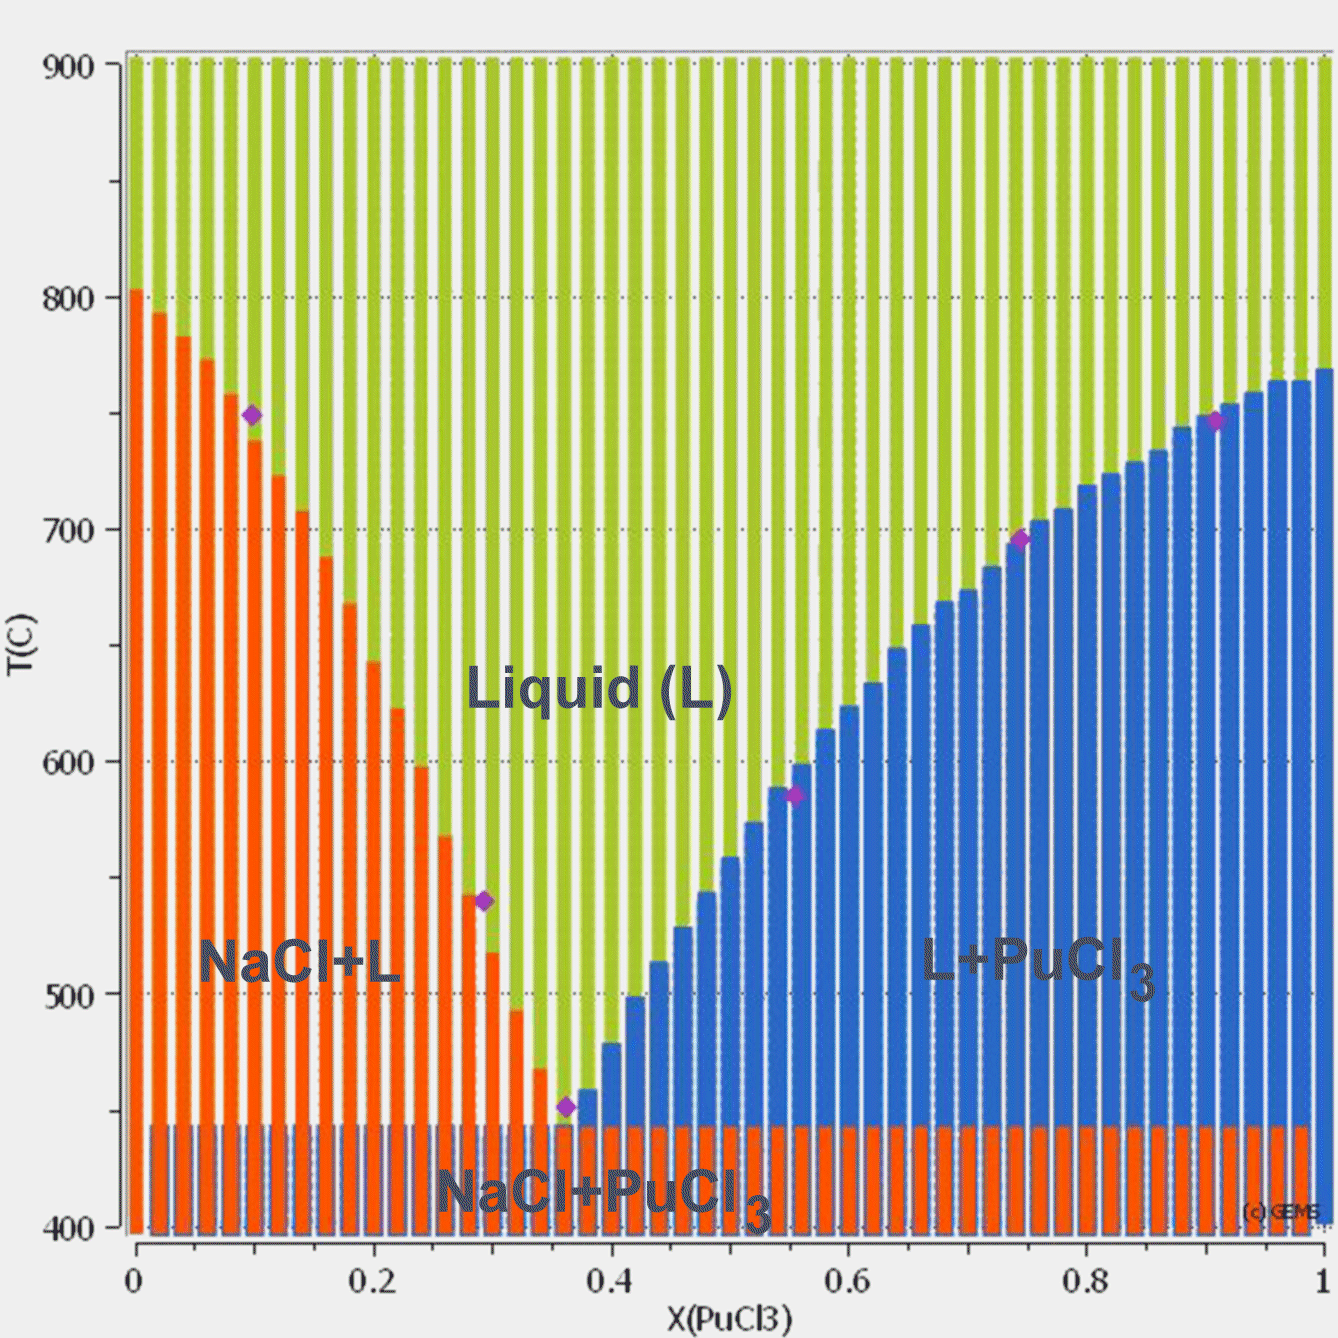 900
800
700
600
500
400
T(C)
Liquid (L)
NaCl+L
L+PuCl3
NaCl+PuCl3
(c) GEMS
0 0.2 0.4 0.6 0.8 1
X(PuCl3)